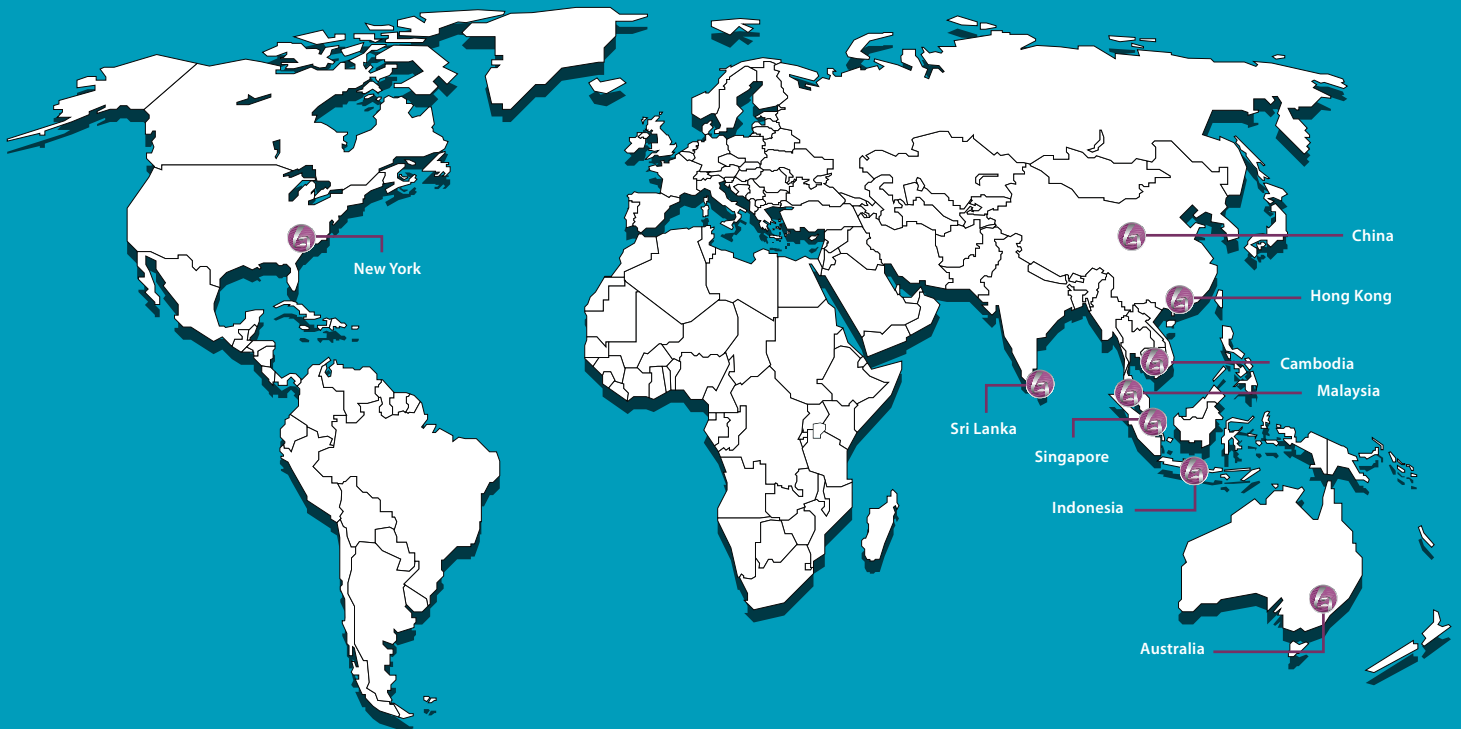 China
New York
Hong Kong
Cambodia
Malaysia
Sri Lanka
Singapore
Indonesia
Australia